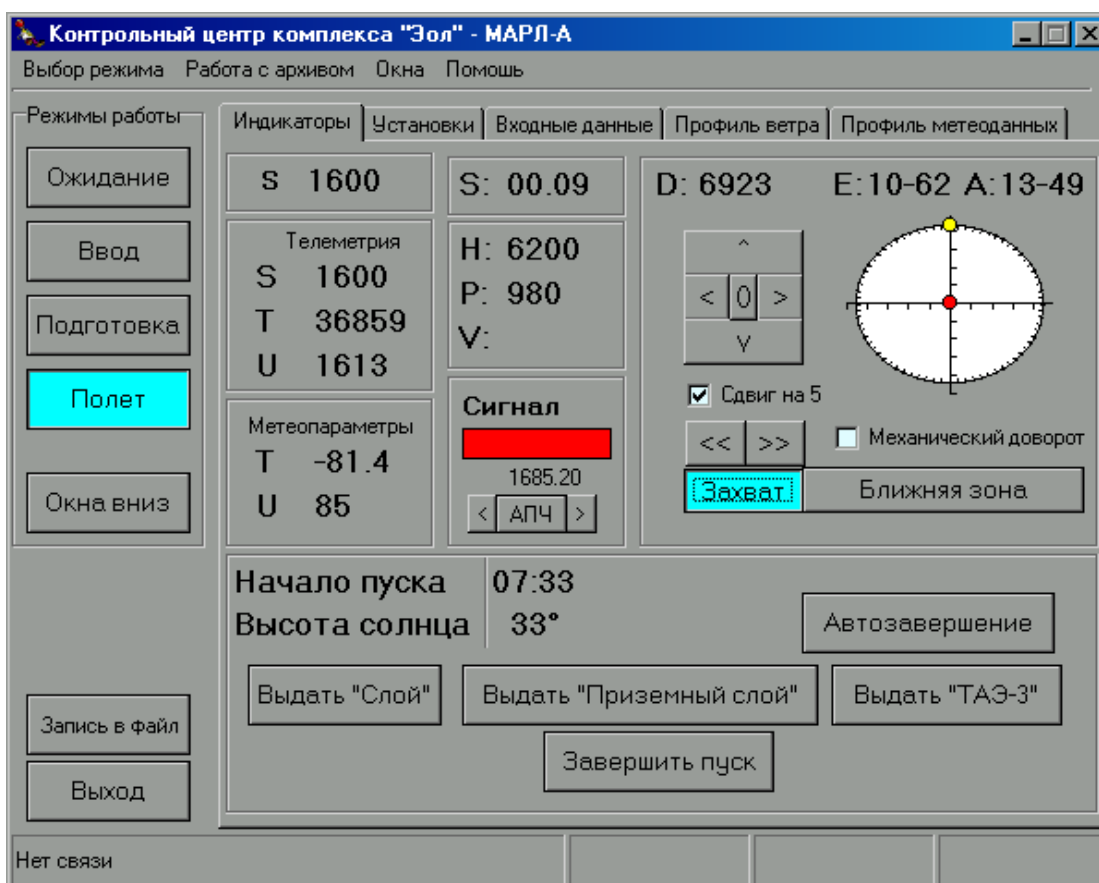 Контрольный центр комплекса "Эол" - МАРЛ-А
Выбор режима Работа с архивом Окна Помошь
Режимы работы
Ожидание
Ввод
Подготовка
Полет
Окна вниз
Запись в файл
Выход
Индикаторы Установки Входные данные Профиль ветра Профиль метеоданных
S 1600
Телеметрия
S 1600
T 36859
U 1613
Метеопараметры
T -81.4
U 85
S: 00.09
H: 6200
P: 980
V:
Сигнал
1685.20
< АПЧ >
D: 6923 E:10-62 A:13-49
^
< 0 >
v
Сдвиг на 5
<< >> Механический доворот
Захват Ближняя зона
Начало пуска 07:33
Высота солнца 33°
Автозавершение
Выдать "Слой" Выдать "Приземный слой" Выдать "ТАЭ-3"
Завершить пуск
Нет связи